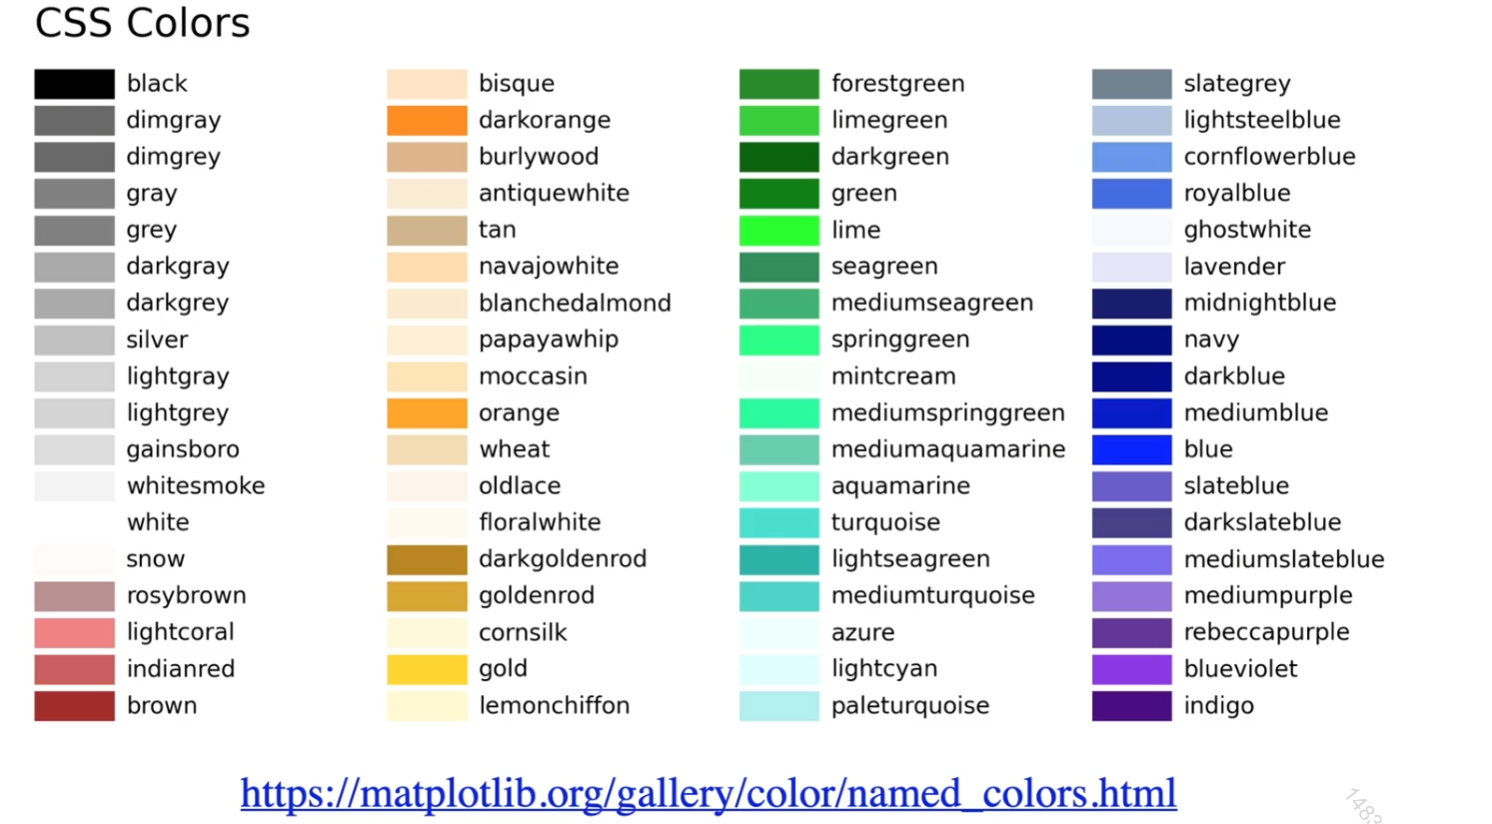 CSS Colors
black
dimgray
dimgrey
gray
grey
darkgray
darkgrey
silver
lightgray
lightgrey
gainsboro
whitesmoke
white
snow
rosybrown
lightcoral
indianred
brown
bisque
darkorange
burlywood
antiquewhite
tan
navajowhite
blanchedalmond
papayawhip
moccasin
orange
wheat
oldlace
floralwhite
darkgoldenrod
goldenrod
cornsilk
gold
lemonchiffon
forestgreen
limegreen
darkgreen
green
lime
seagreen
mediumseagreen
springgreen
mintcream
mediumspringgreen
mediumaquamarine
aquamarine
turquoise
lightseagreen
mediumturquoise
azure
lightcyan
paleturquoise
slategrey
lightsteelblue
cornflowerblue
royalblue
ghostwhite
lavender
midnightblue
navy
darkblue
mediumblue
blue
slateblue
darkslateblue
mediumslateblue
mediumpurple
rebeccapurple
blueviolet
indigo
https://matplotlib.org/gallery/color/named_colors.html